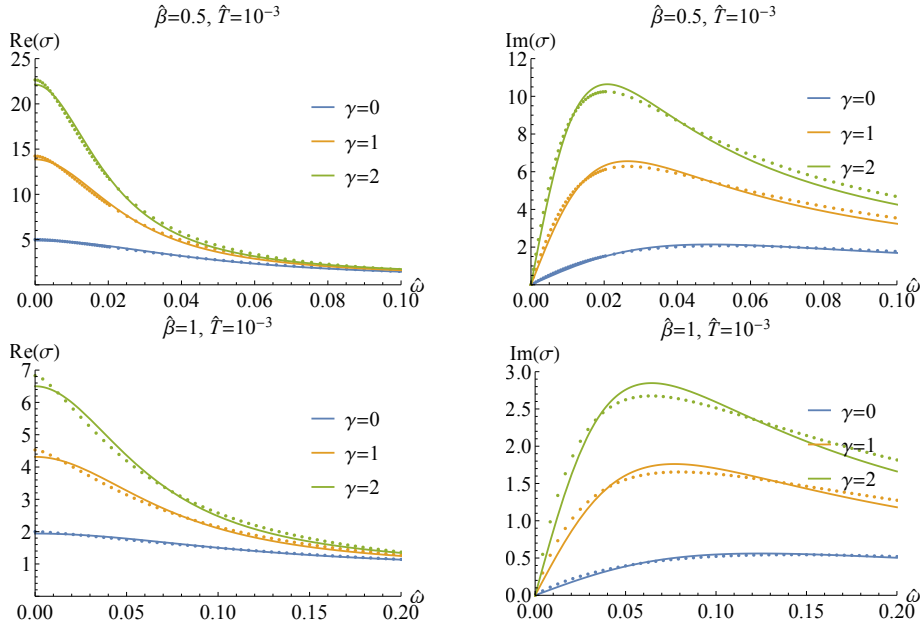 β̂=0.5, T̂=10⁻³
Re(σ)
25
20
15
10
5
0.00 0.02 0.04 0.06 0.08 0.10 ω̂
γ=0
γ=1
γ=2
β̂=0.5, T̂=10⁻³
Im(σ)
12
10
8
6
4
2
0.00 0.02 0.04 0.06 0.08 0.10 ω̂
γ=0
γ=1
γ=2
β̂=1, T̂=10⁻³
Re(σ)
7
6
5
4
3
2
1
0.00 0.05 0.10 0.15 0.20 ω̂
γ=0
γ=1
γ=2
β̂=1, T̂=10⁻³
Im(σ)
3.0
2.5
2.0
1.5
1.0
0.5
0.0
0.00 0.05 0.10 0.15 0.20 ω̂
γ=0
γ=1
γ=2